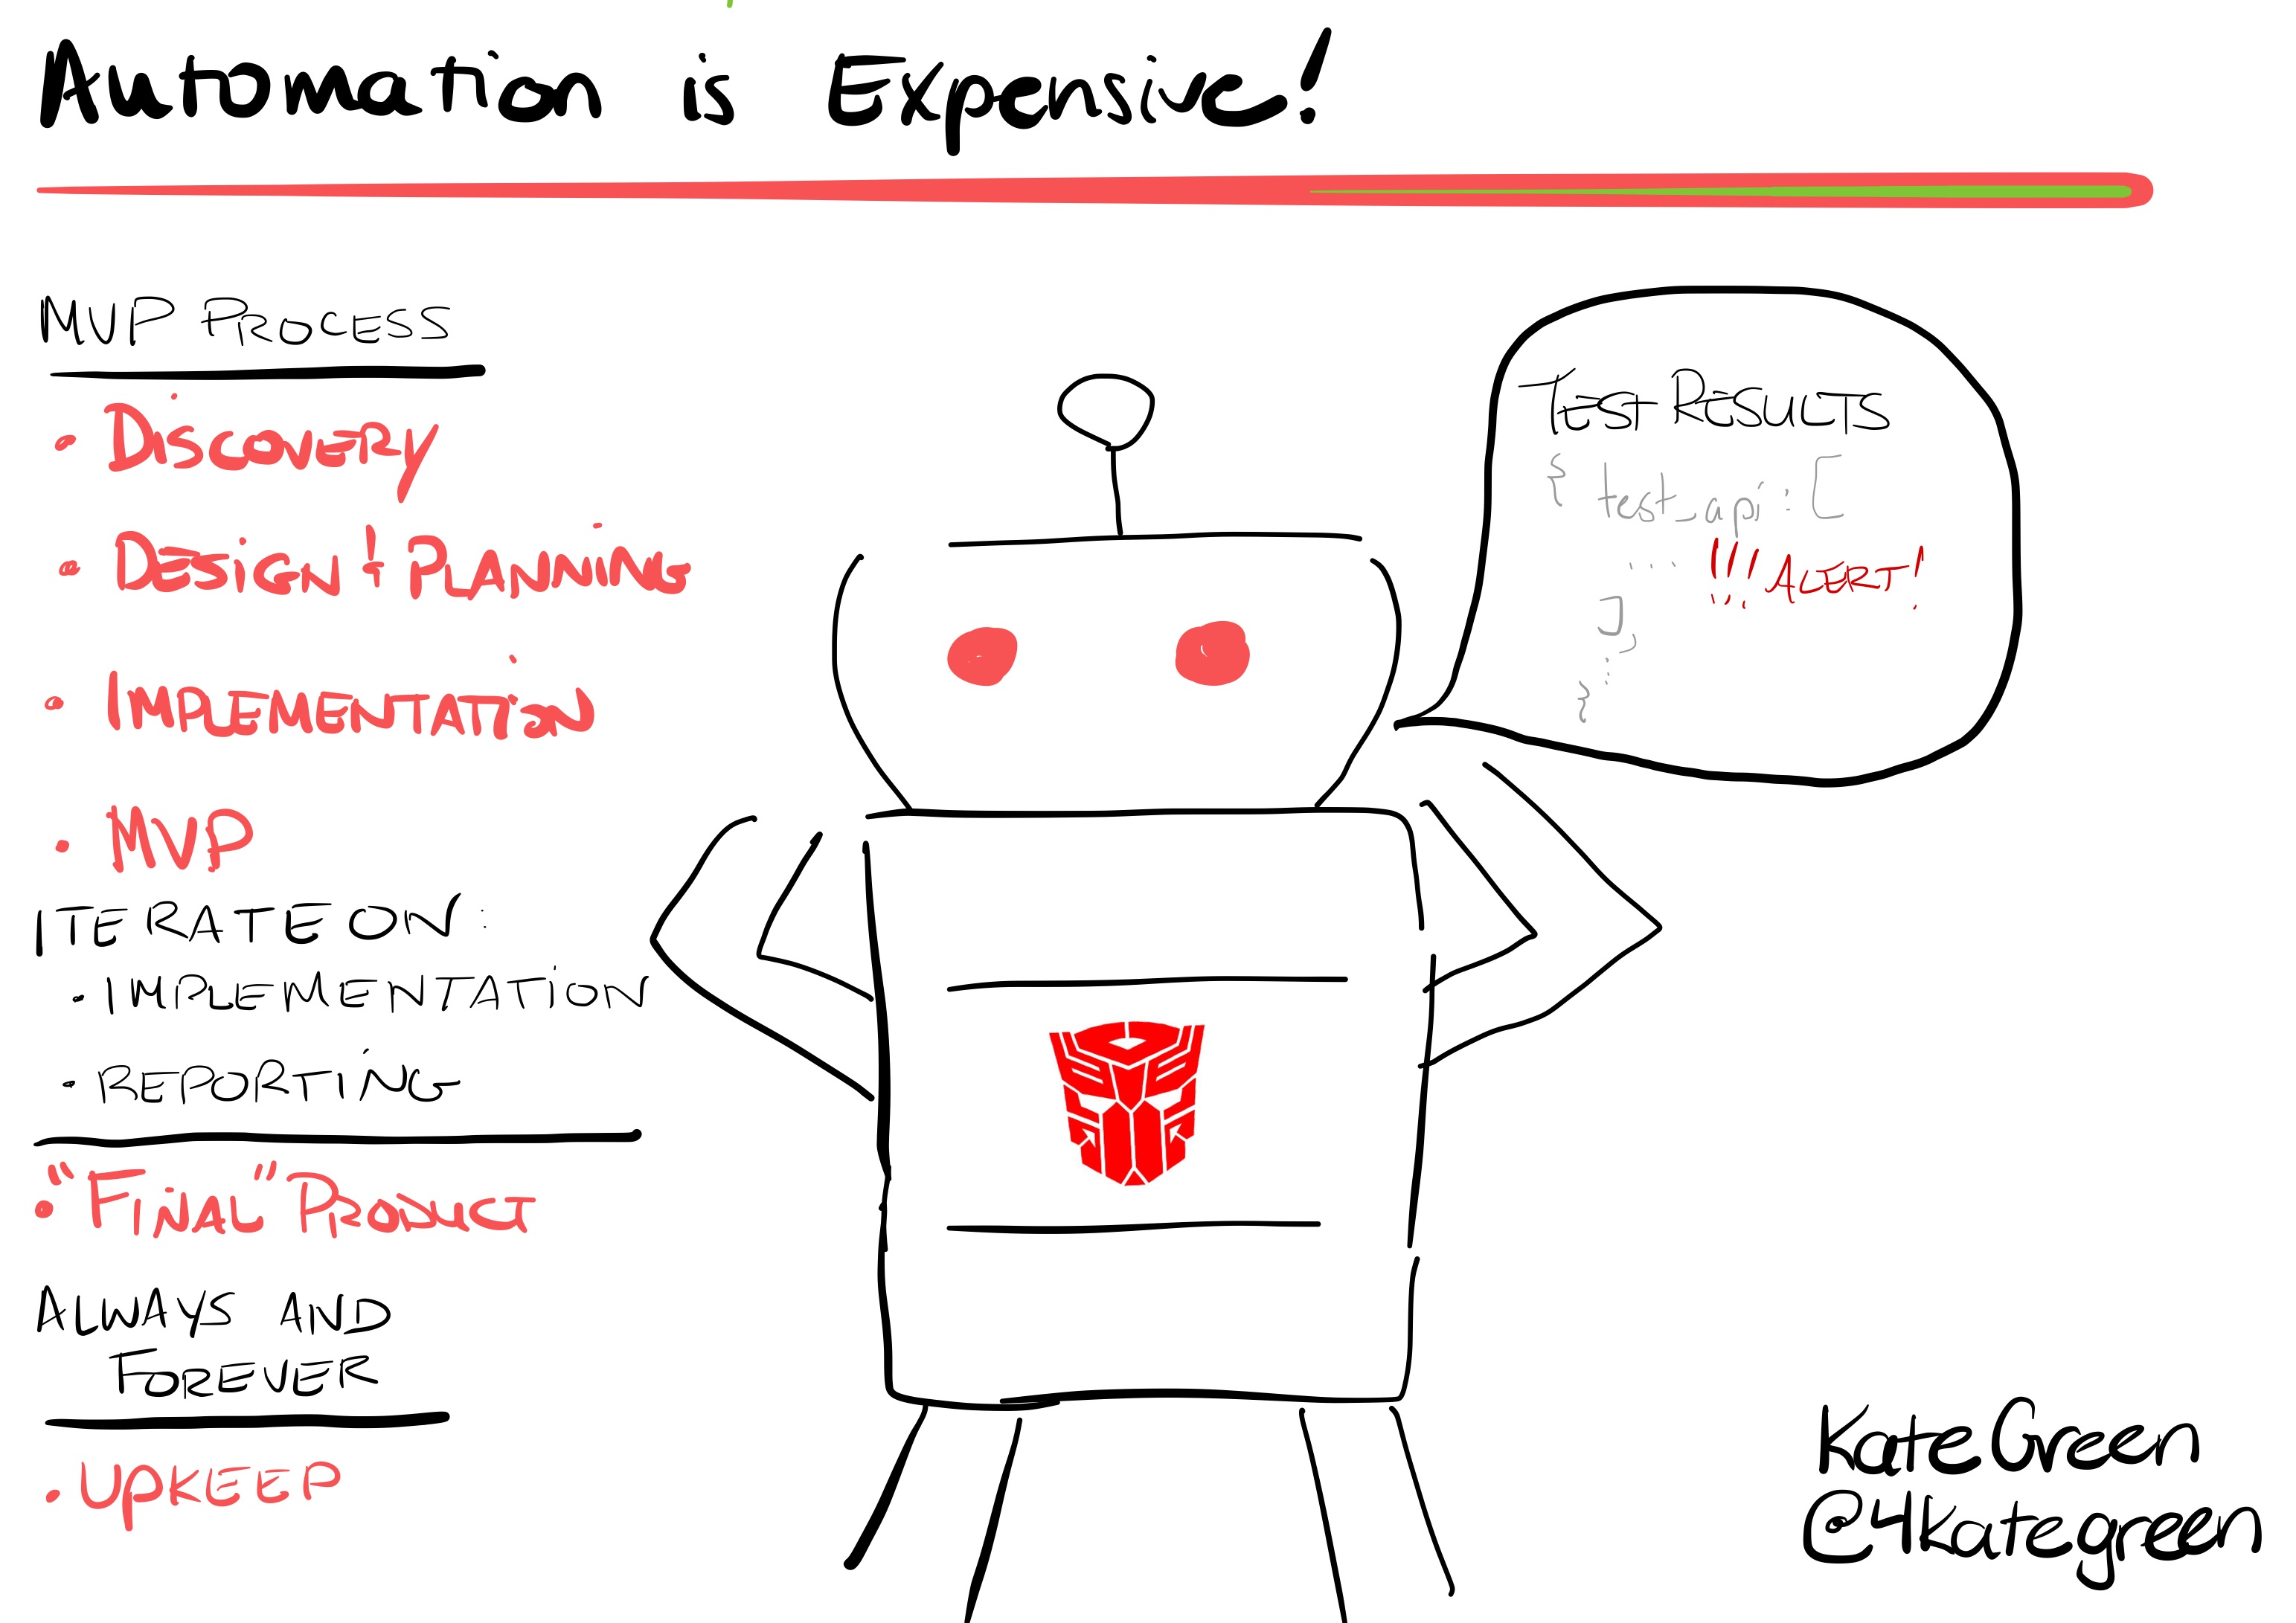 Automation is Expensive!
MVP PROCESS
• Discovery
• Design & Planning
• Implementation
• MVP
ITERATE ON:
• IMPLEMENTATION
• REPORTING
• "Final" Product
ALWAYS AND
FOREVER
• UPKEEP
Test Results
{ test_api: [
... !!! ALERT!
],
:
}
Kate Green
@4kategreen